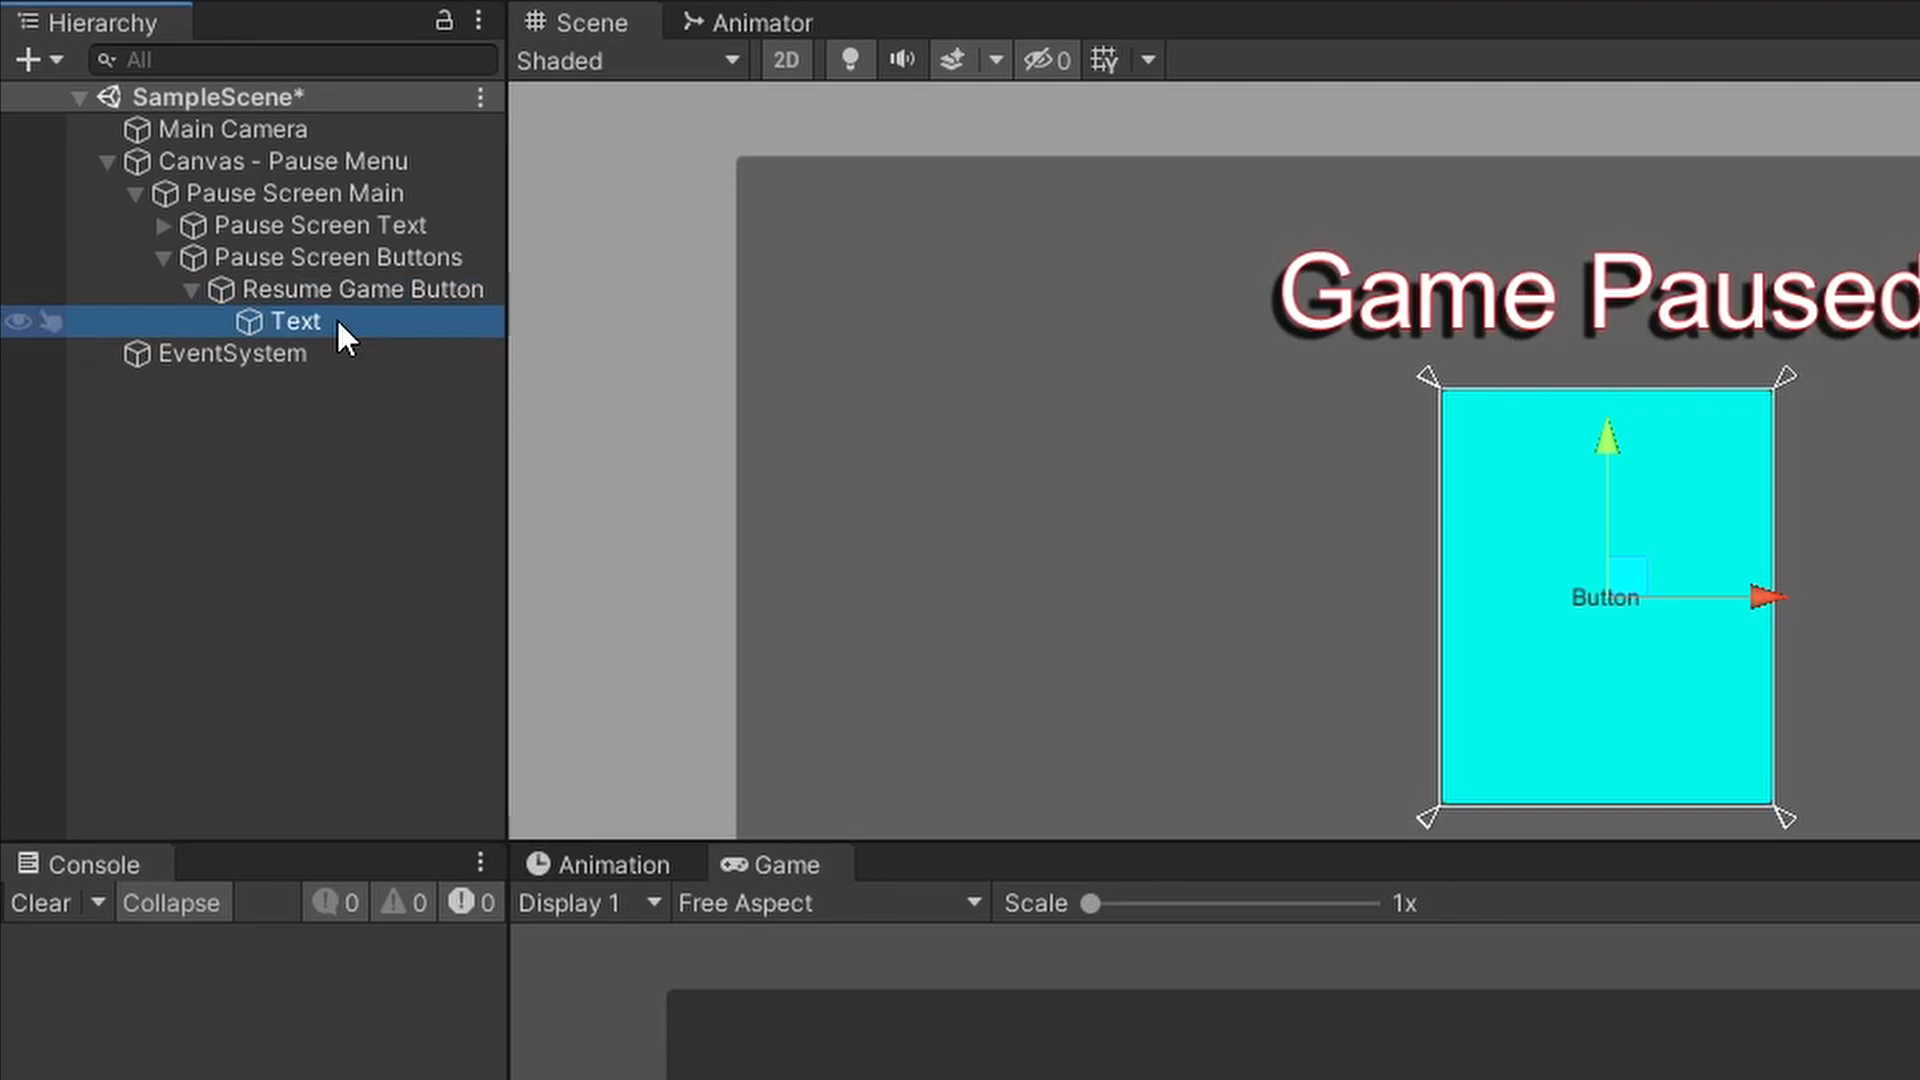 Hierarchy
All
SampleScene*
Main Camera
Canvas - Pause Menu
Pause Screen Main
Pause Screen Text
Pause Screen Buttons
Resume Game Button
Text
EventSystem
Scene
Animator
Shaded
2D
0
Game Paused
Button
Console
Clear
Collapse
0
0
0
Animation
Game
Display 1
Free Aspect
Scale
1x